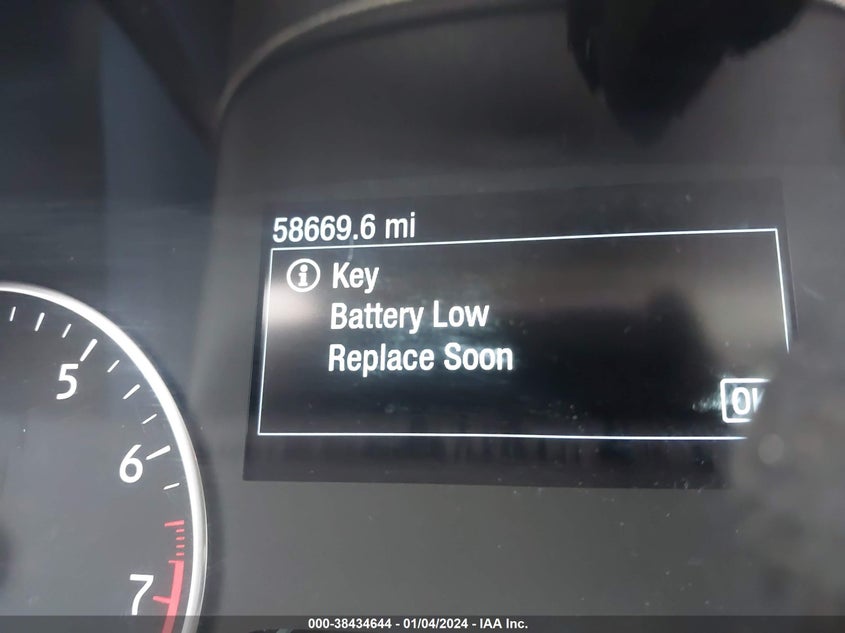 58669.6 mi
Key
Battery Low
Replace Soon
5
6
7
000-38434644 - 01/04/2024 - IAA Inc.